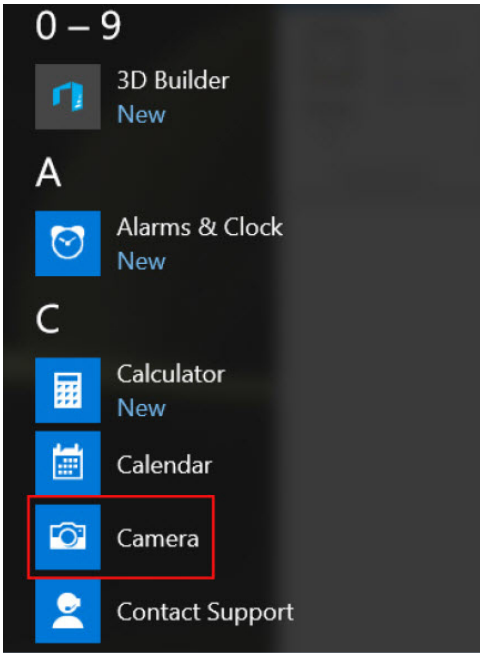 0 – 9
3D Builder
New
A
Alarms & Clock
New
C
Calculator
New
Calendar
Camera
Contact Support